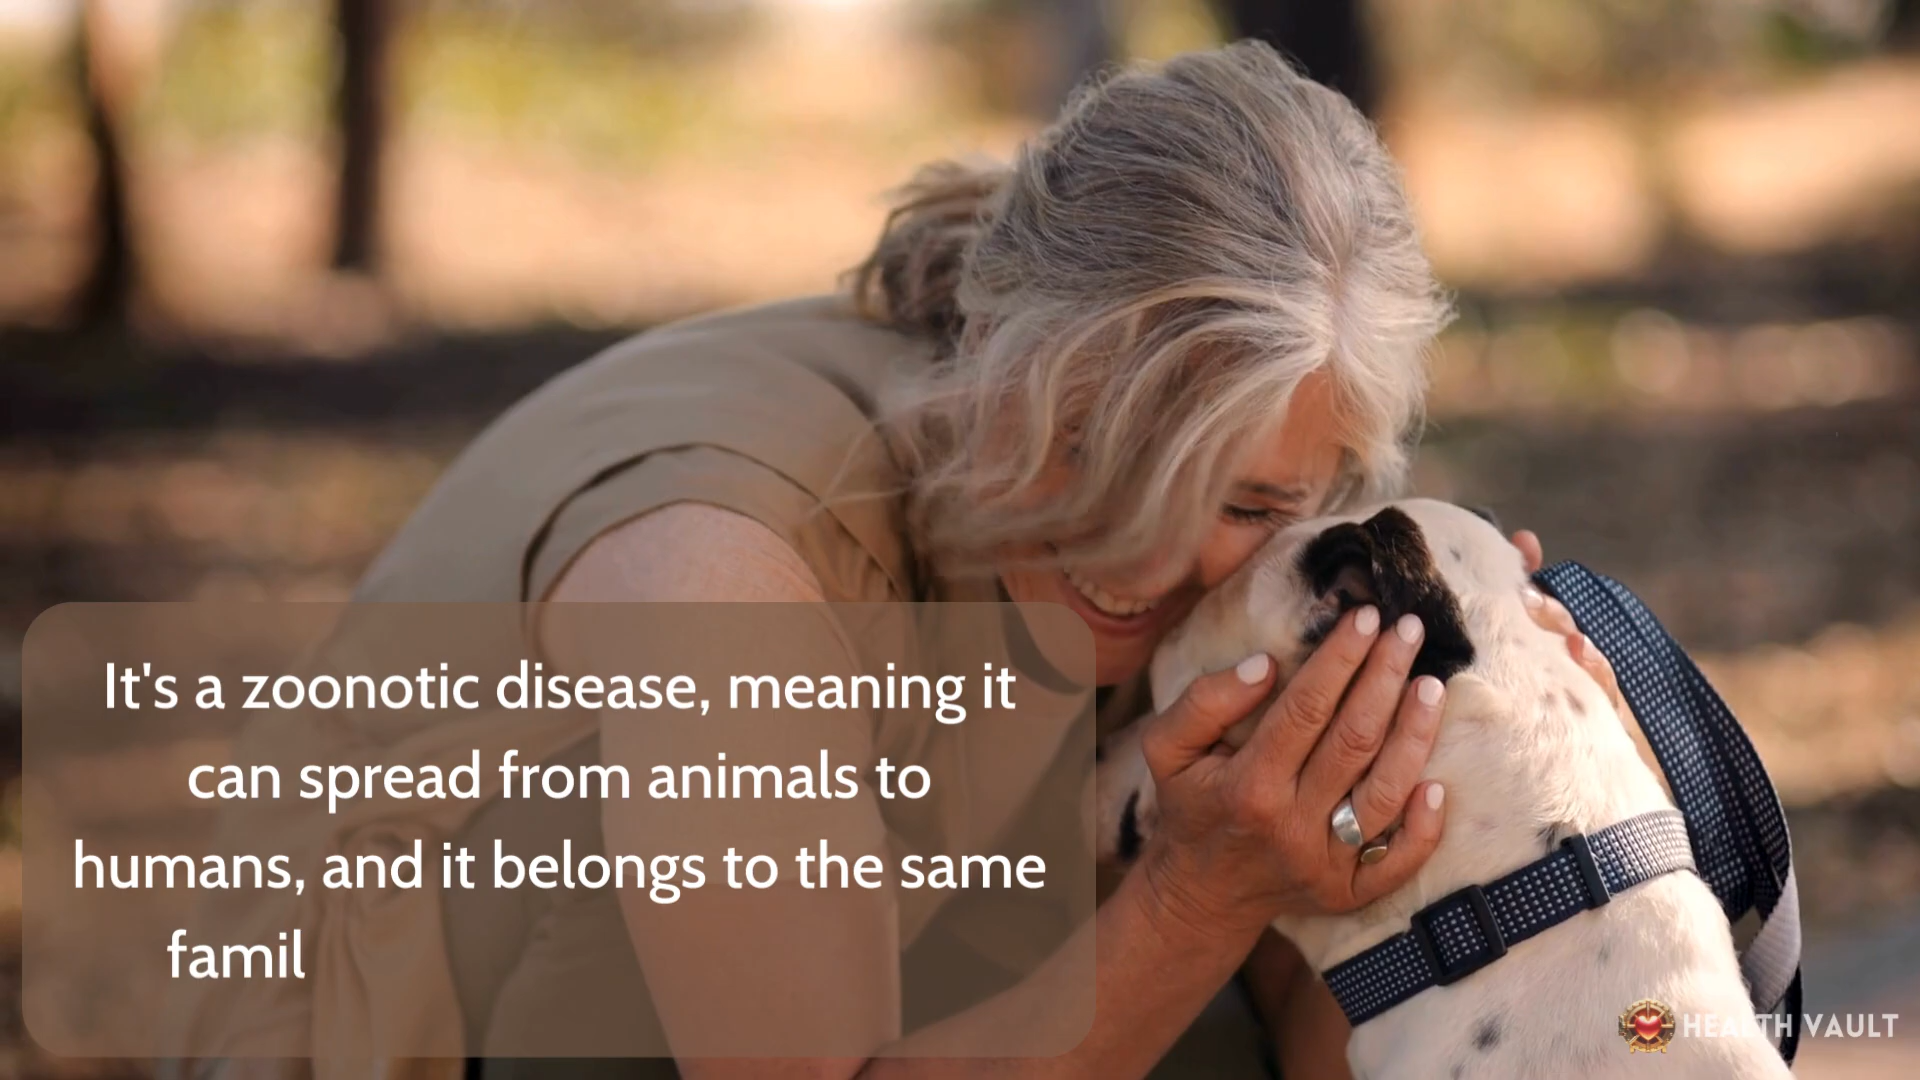 It's a zoonotic disease, meaning it
can spread from animals to
humans, and it belongs to the same
famil
HEALTH VAULT